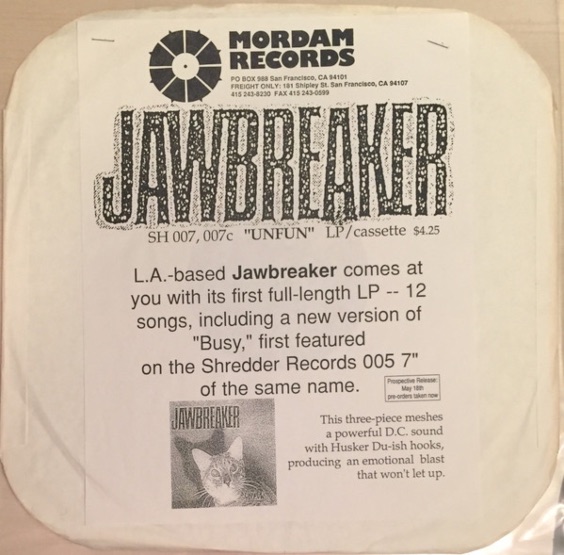 MORDAM
RECORDS
PO BOX 988 San Francisco, CA 94101
FREIGHT ONLY: 181 Shipley St. San Francisco, CA 94107
415 243-8230 FAX 415 243-0599
JAWBREAKER
SH 007, 007c "UNFUN" LP/cassette $4.25
L.A.-based Jawbreaker comes at
you with its first full-length LP -- 12
songs, including a new version of
"Busy," first featured
on the Shredder Records 005 7"
of the same name.
Prospective Release:
May 18th
pre-orders taken now
JAWBREAKER
This three-piece meshes
a powerful D.C. sound
with Husker Du-ish hooks,
producing an emotional blast
that won't let up.